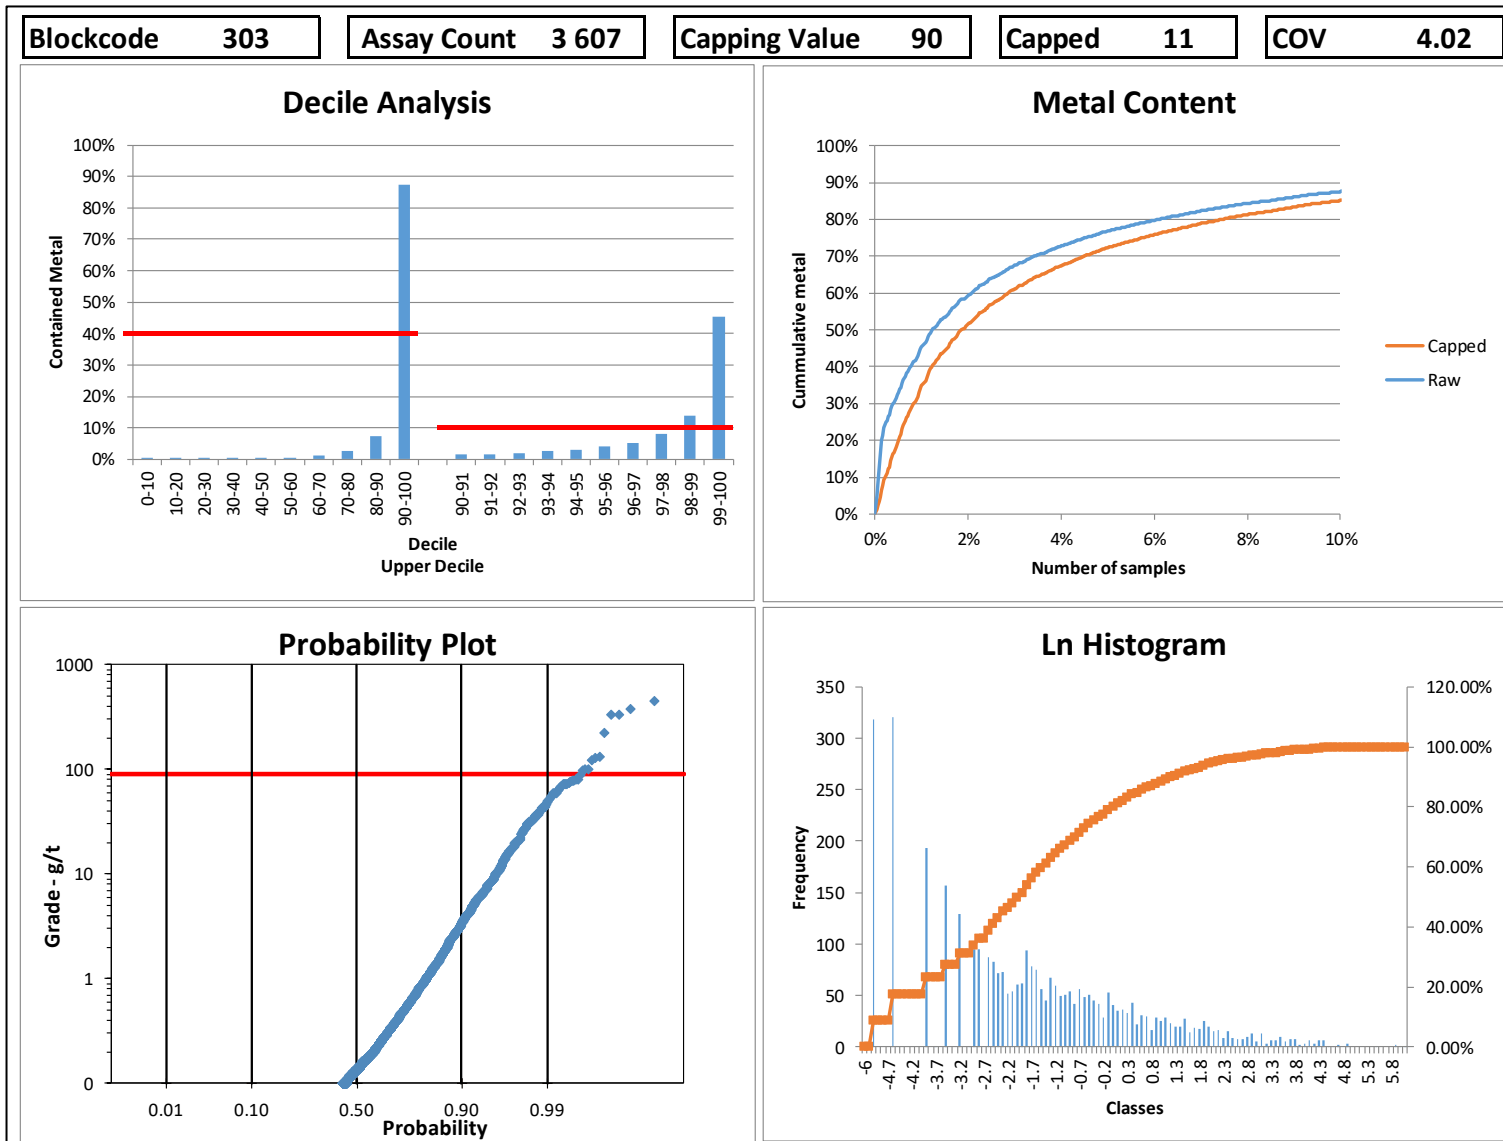 Blockcode 303 Assay Count 3 607 Capping Value 90 Capped 11 COV 4.02
Decile Analysis
100%
90%
80%
70%
60%
50%
40%
30%
20%
10%
0%
Contained Metal
0-10 10-20 20-30 30-40 40-50 50-60 60-70 70-80 80-90 90-100 90-91 91-92 92-93 93-94 94-95 95-96 96-97 97-98 98-99 99-100
Decile
Upper Decile
Metal Content
100%
90%
80%
70%
60%
50%
40%
30%
20%
10%
0%
Cummulative metal
0% 2% 4% 6% 8% 10%
Number of samples
Capped
Raw
Probability Plot
1000
100
10
1
0
Grade - g/t
0.01 0.10 0.50 0.90 0.99
Probability
Ln Histogram
350
300
250
200
150
100
50
0
Frequency
120.00%
100.00%
80.00%
60.00%
40.00%
20.00%
0.00%
-6 -4.7 -4.2 -3.7 -3.2 -2.7 -2.2 -1.7 -1.2 -0.7 -0.2 0.3 0.8 1.3 1.8 2.3 2.8 3.3 3.8 4.3 4.8 5.3 5.8
Classes